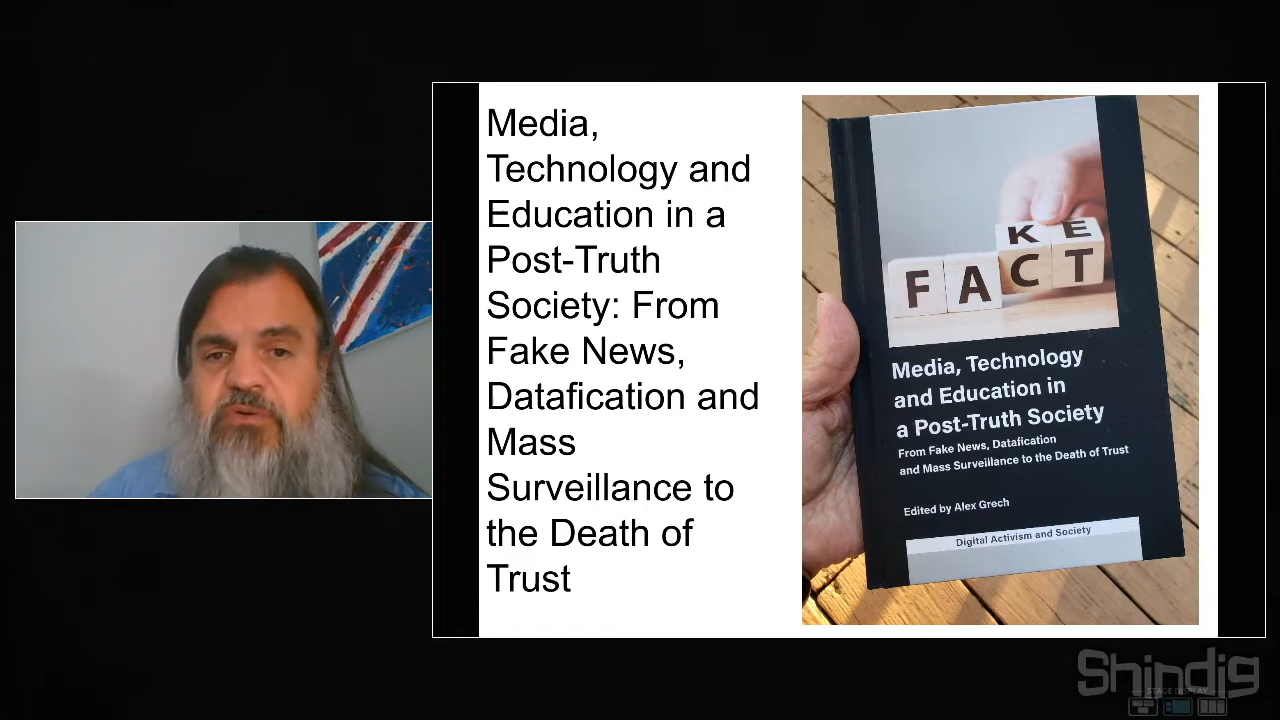 Media,
Technology and
Education in a
Post-Truth
Society: From
Fake News,
Datafication and
Mass
Surveillance to
the Death of
Trust
KE
FACT
Media, Technology
and Education in
a Post-Truth Society
From Fake News, Datafication
and Mass Surveillance to the Death of Trust
Edited by Alex Grech
Digital Activism and Society
Shindig
STAGE DISPLAY